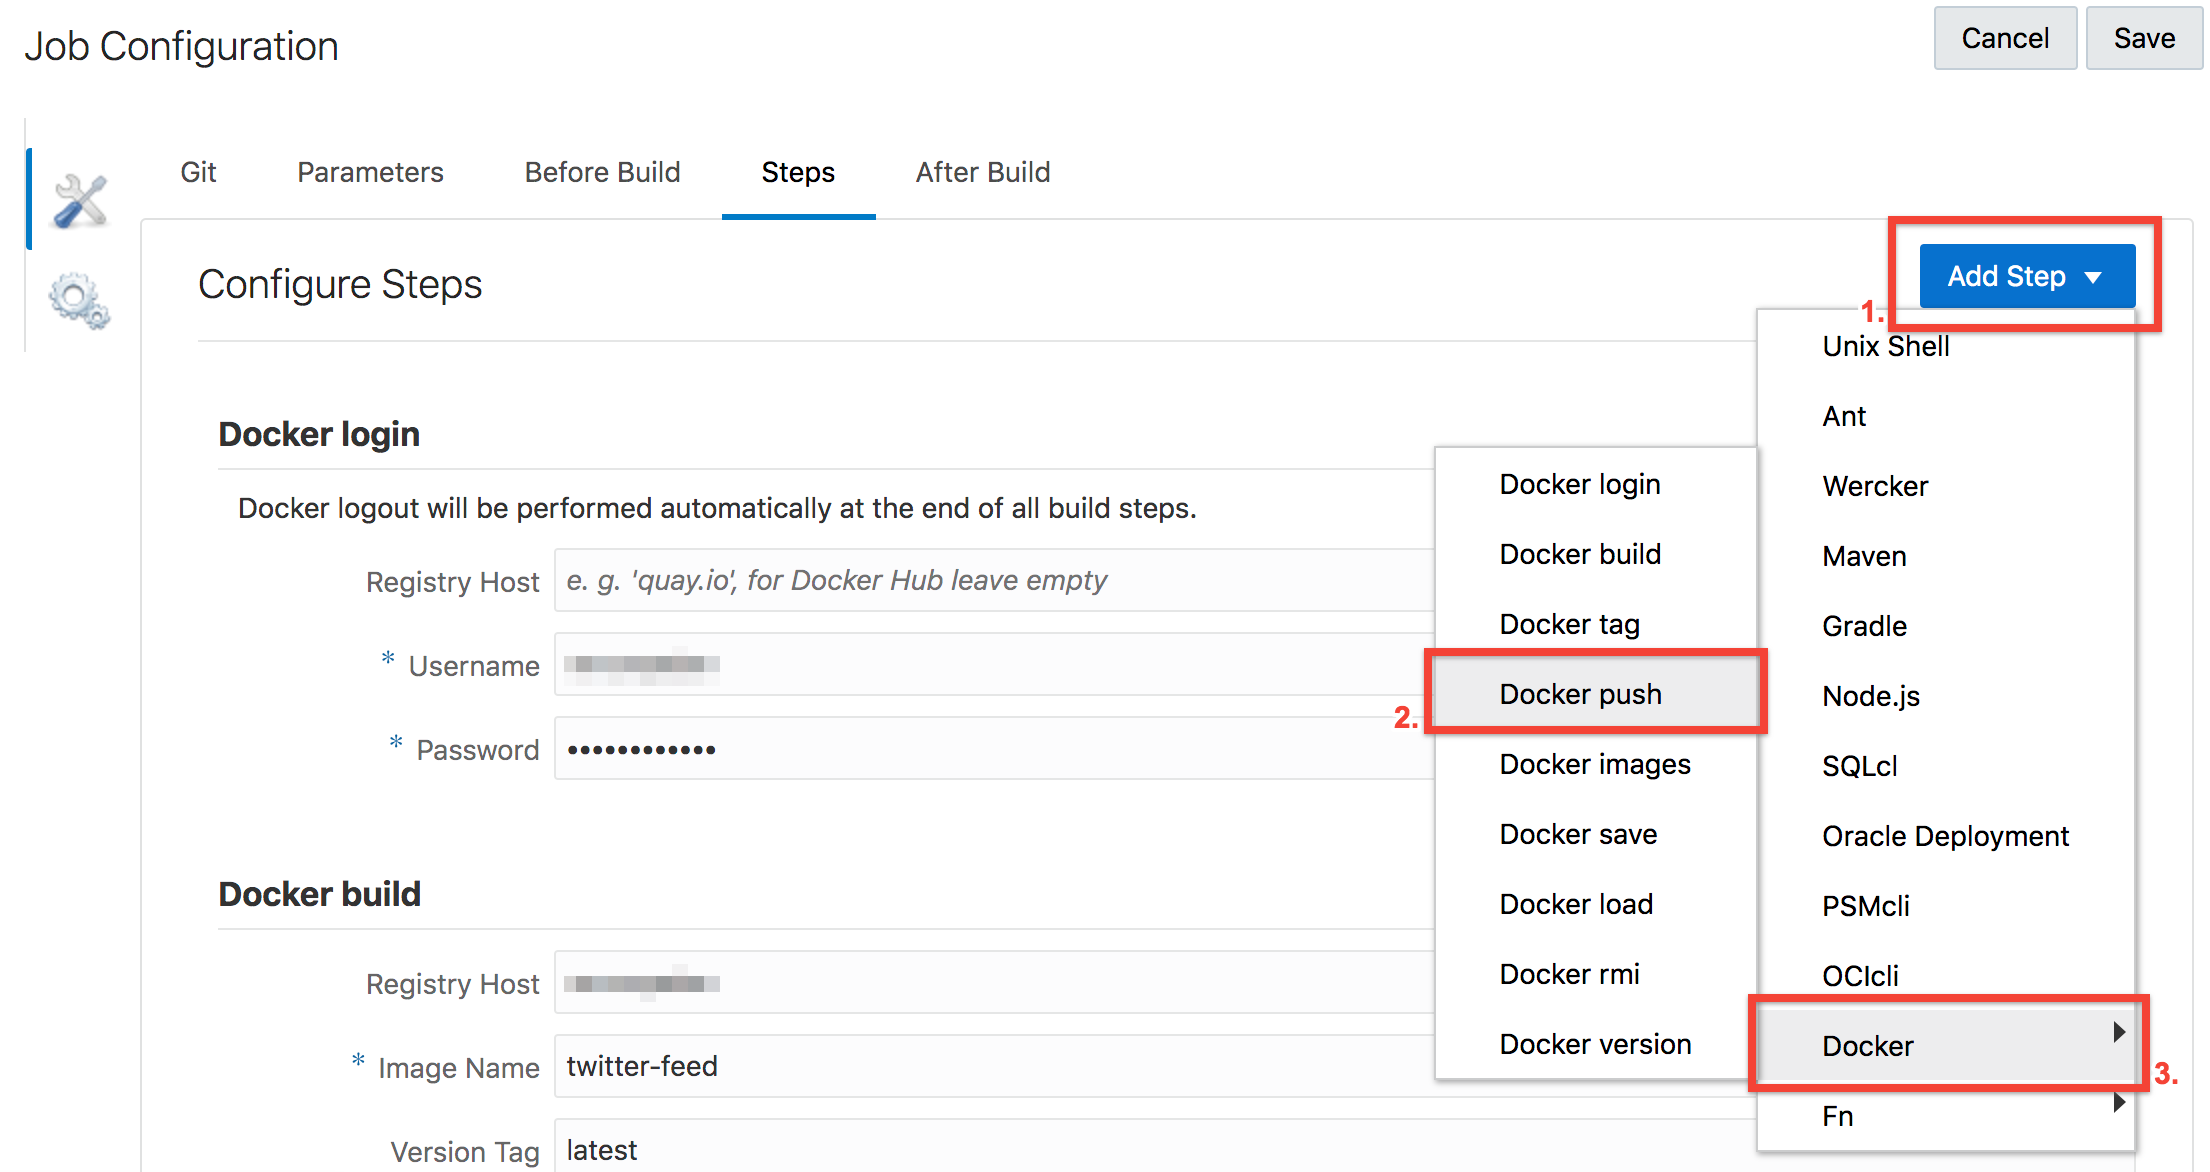 Job Configuration
Cancel
Save
Git
Parameters
Before Build
Steps
After Build
Configure Steps
Add Step
1.
Unix Shell
Ant
Wercker
Maven
Gradle
Node.js
SQLcl
Oracle Deployment
PSMcli
OCIcli
Docker
3.
Fn
Docker login
Docker build
Docker tag
Docker push
2.
Docker images
Docker save
Docker load
Docker rmi
Docker version
Docker login
Docker logout will be performed automatically at the end of all build steps.
Registry Host
e. g. 'quay.io', for Docker Hub leave empty
* Username
* Password
••••••••••••
Docker build
Registry Host
* Image Name
twitter-feed
Version Tag
latest